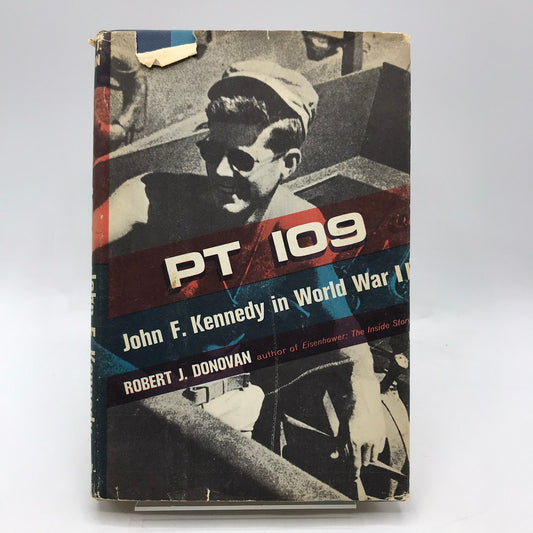 PT 109
John F. Kennedy in World War II
ROBERT J. DONOVAN author of Eisenhower: The Inside Story